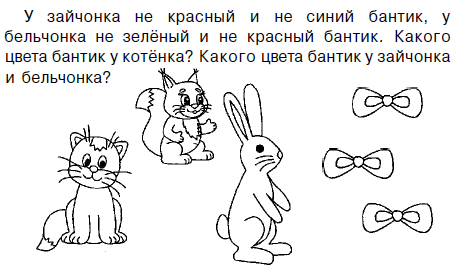 У зайчонка не красный и не синий бантик, у
бельчонка не зелёный и не красный бантик. Какого
цвета бантик у котёнка? Какого цвета бантик у зайчонка
и бельчонка?